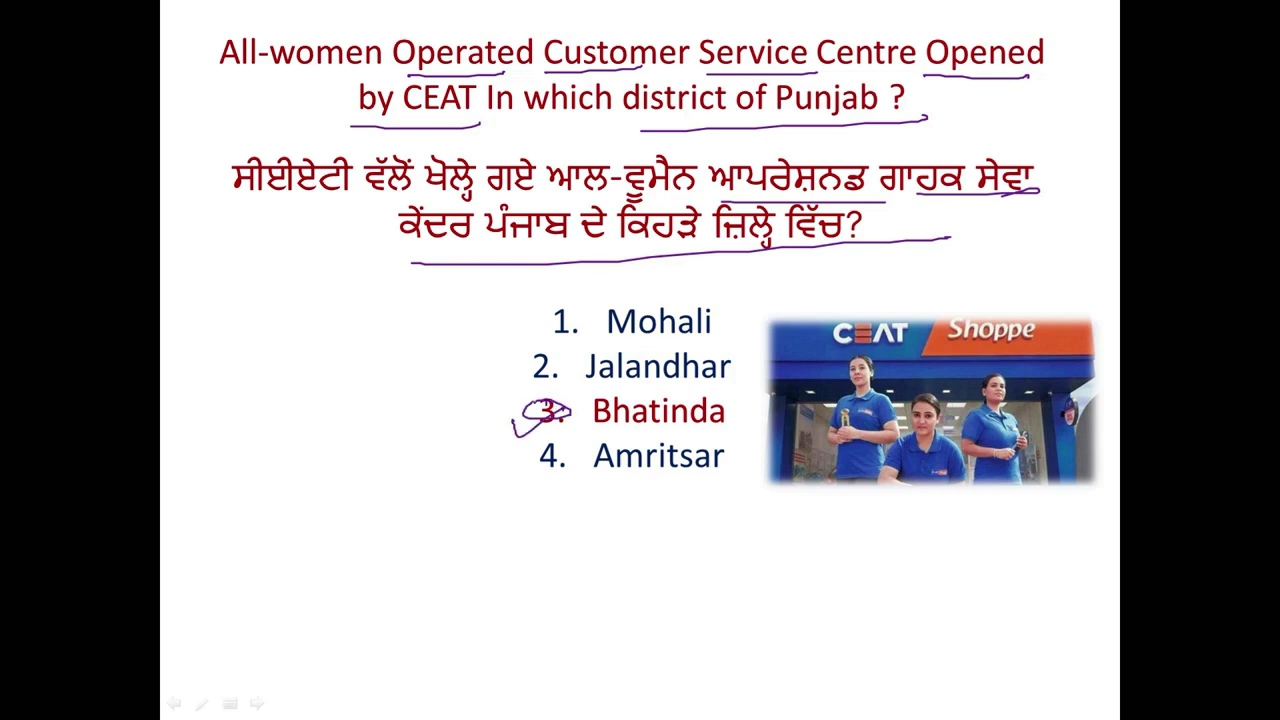 All-women Operated Customer Service Centre Opened
by CEAT In which district of Punjab ?
ਸੀਈਏਟੀ ਵੱਲੋਂ ਖੋਲ੍ਹੇ ਗਏ ਆਲ-ਵੂਮੈਨ ਆਪਰੇਸ਼ਨਡ ਗਾਹਕ ਸੇਵਾ
ਕੇਂਦਰ ਪੰਜਾਬ ਦੇ ਕਿਹੜੇ ਜ਼ਿਲ੍ਹੇ ਵਿੱਚ?
1. Mohali
2. Jalandhar
3. Bhatinda
4. Amritsar
CEAT Shoppe